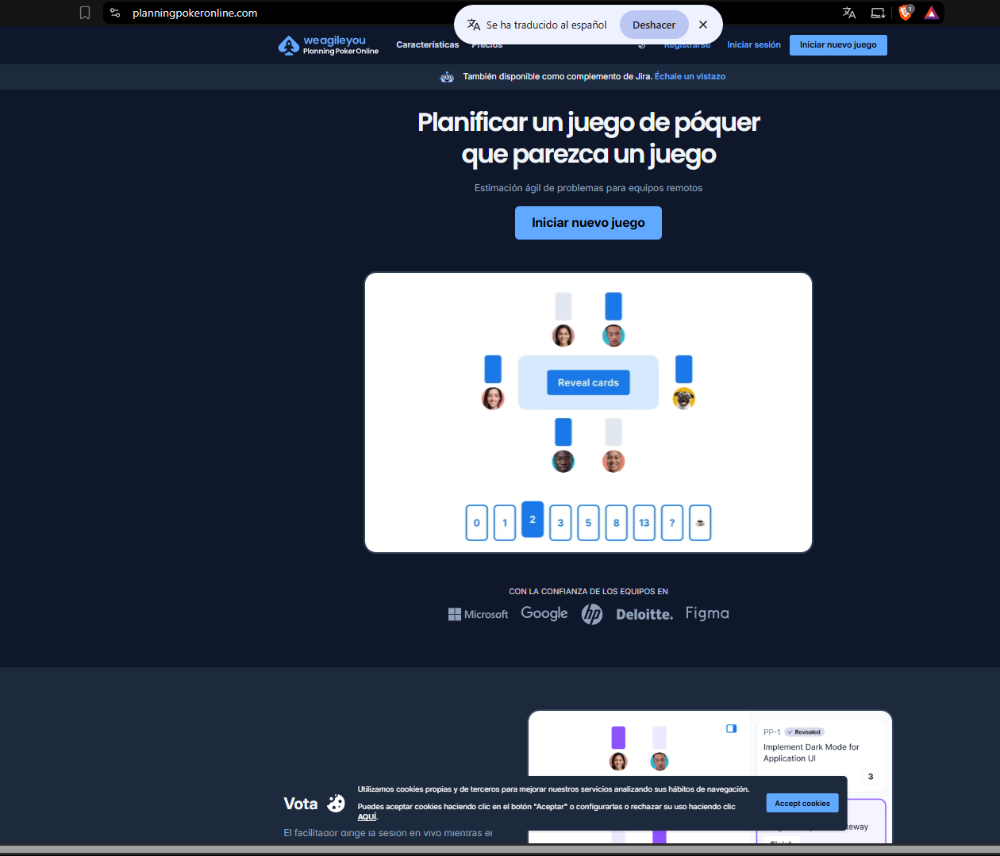 planningpokeronline.com
Se ha traducido al español
Deshacer
1
we agile you
Planning Poker Online
Características
Precios
Registrarse
Iniciar sesión
Iniciar nuevo juego
También disponible como complemento de Jira. Échale un vistazo
Planificar un juego de póquer
que parezca un juego
Estimación ágil de problemas para equipos remotos
Iniciar nuevo juego
Reveal cards
0
1
2
3
5
8
13
?
CON LA CONFIANZA DE LOS EQUIPOS EN
Microsoft
Google
hp
Deloitte.
Figma
PP-1
Revealed
Implement Dark Mode for
Application UI
3
Vota
El facilitador dirige la sesión en vivo mientras el
Utilizamos cookies propias y de terceros para mejorar nuestros servicios analizando sus hábitos de navegación.
Puedes aceptar cookies haciendo clic en el botón "Aceptar" o configurarlas o rechazar su uso haciendo clic
AQUÍ.
Accept cookies